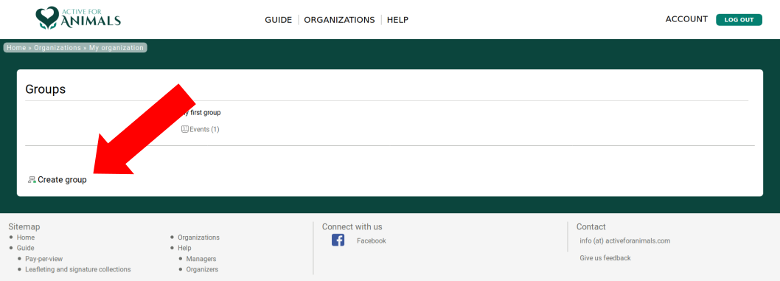 ACTIVE FOR
ANIMALS
GUIDE ORGANIZATIONS HELP
ACCOUNT LOG OUT
Home » Organizations » My organization
Groups
first group
Events (1)
Create group
Sitemap
Home
Guide
Pay-per-view
Leafleting and signature collections
Organizations
Help
Managers
Organizers
Connect with us
Facebook
Contact
info (at) activeforanimals.com
Give us feedback